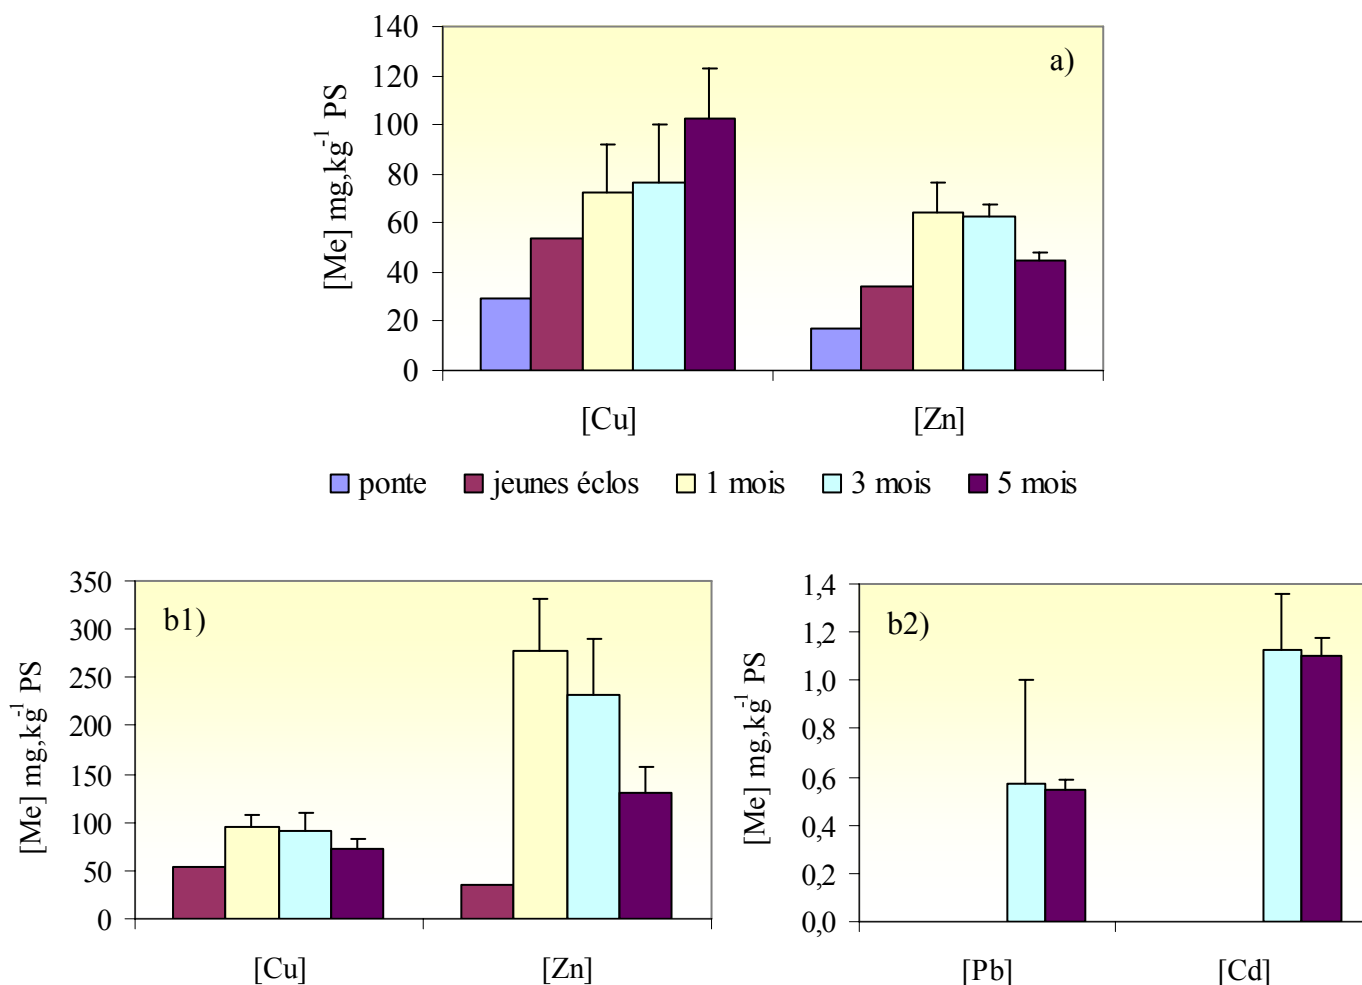 a)
[Me] mg,kg-1 PS
140
120
100
80
60
40
20
0
[Cu] [Zn]
ponte jeunes éclos 1 mois 3 mois 5 mois
b1)
[Me] mg,kg-1 PS
350
300
250
200
150
100
50
0
[Cu] [Zn]
b2)
[Me] mg,kg-1 PS
1,4
1,2
1,0
0,8
0,6
0,4
0,2
0,0
[Pb] [Cd]